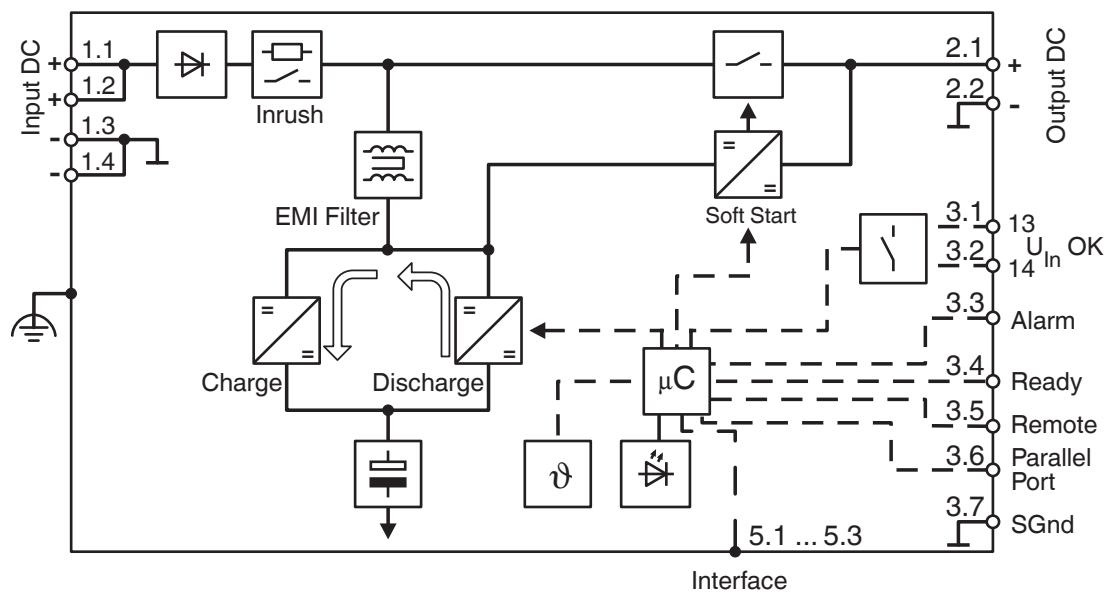 Input DC
+ 1.1
+ 1.2
- 1.3
- 1.4
Inrush
EMI Filter
Charge
Discharge
=
=
=
=
=
=
Soft Start
μC
ϑ
2.1 +
2.2 -
Output DC
3.1 13
3.2 14
UIn OK
3.3 Alarm
3.4 Ready
3.5 Remote
3.6 Parallel
Port
3.7 SGnd
5.1 ... 5.3
Interface